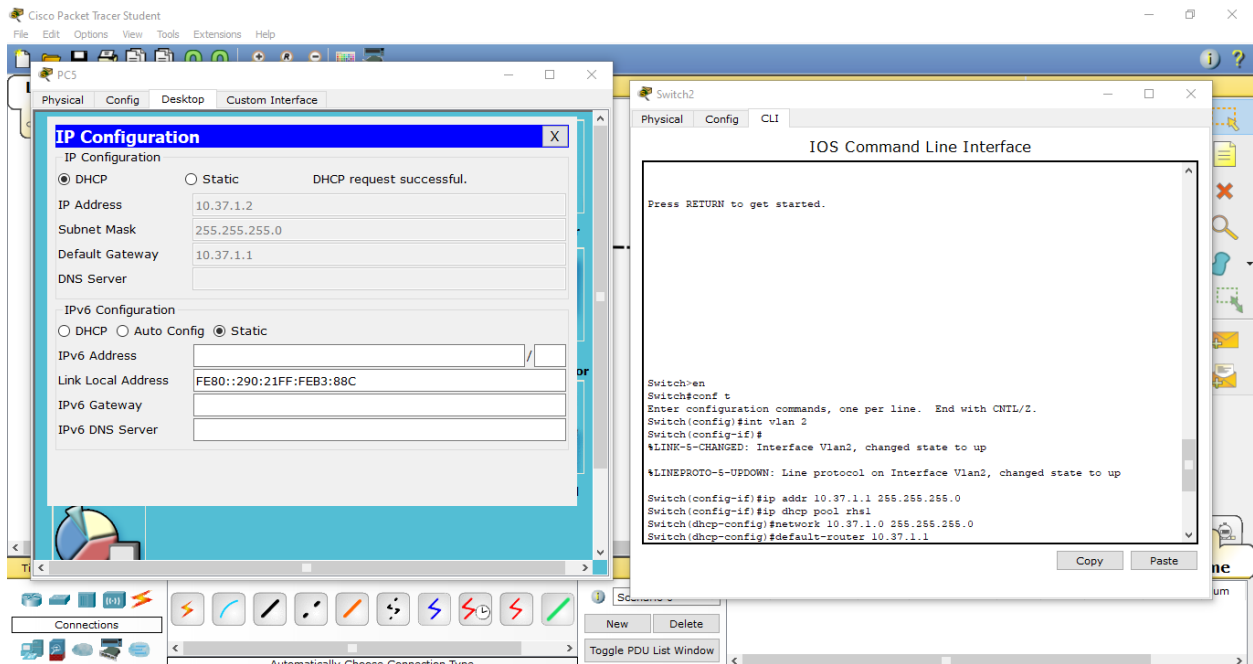 Cisco Packet Tracer Student
File Edit Options View Tools Extensions Help
PC5
Physical Config Desktop Custom Interface
IP Configuration X
IP Configuration
DHCP Static DHCP request successful.
IP Address 10.37.1.2
Subnet Mask 255.255.255.0
Default Gateway 10.37.1.1
DNS Server
IPv6 Configuration
DHCP Auto Config Static
IPv6 Address /
Link Local Address FE80::290:21FF:FEB3:88C
IPv6 Gateway
IPv6 DNS Server
Switch2
Physical Config CLI
IOS Command Line Interface
Press RETURN to get started.
Switch>en
Switch#conf t
Enter configuration commands, one per line. End with CNTL/Z.
Switch(config)#int vlan 2
Switch(config-if)#
%LINK-5-CHANGED: Interface Vlan2, changed state to up
%LINEPROTO-5-UPDOWN: Line protocol on Interface Vlan2, changed state to up
Switch(config-if)#ip addr 10.37.1.1 255.255.255.0
Switch(config-if)#ip dhcp pool rhsl
Switch(dhcp-config)#network 10.37.1.0 255.255.255.0
Switch(dhcp-config)#default-router 10.37.1.1
Copy Paste
Connections
New Delete
Toggle PDU List Window
Automatically Choose Connection Type